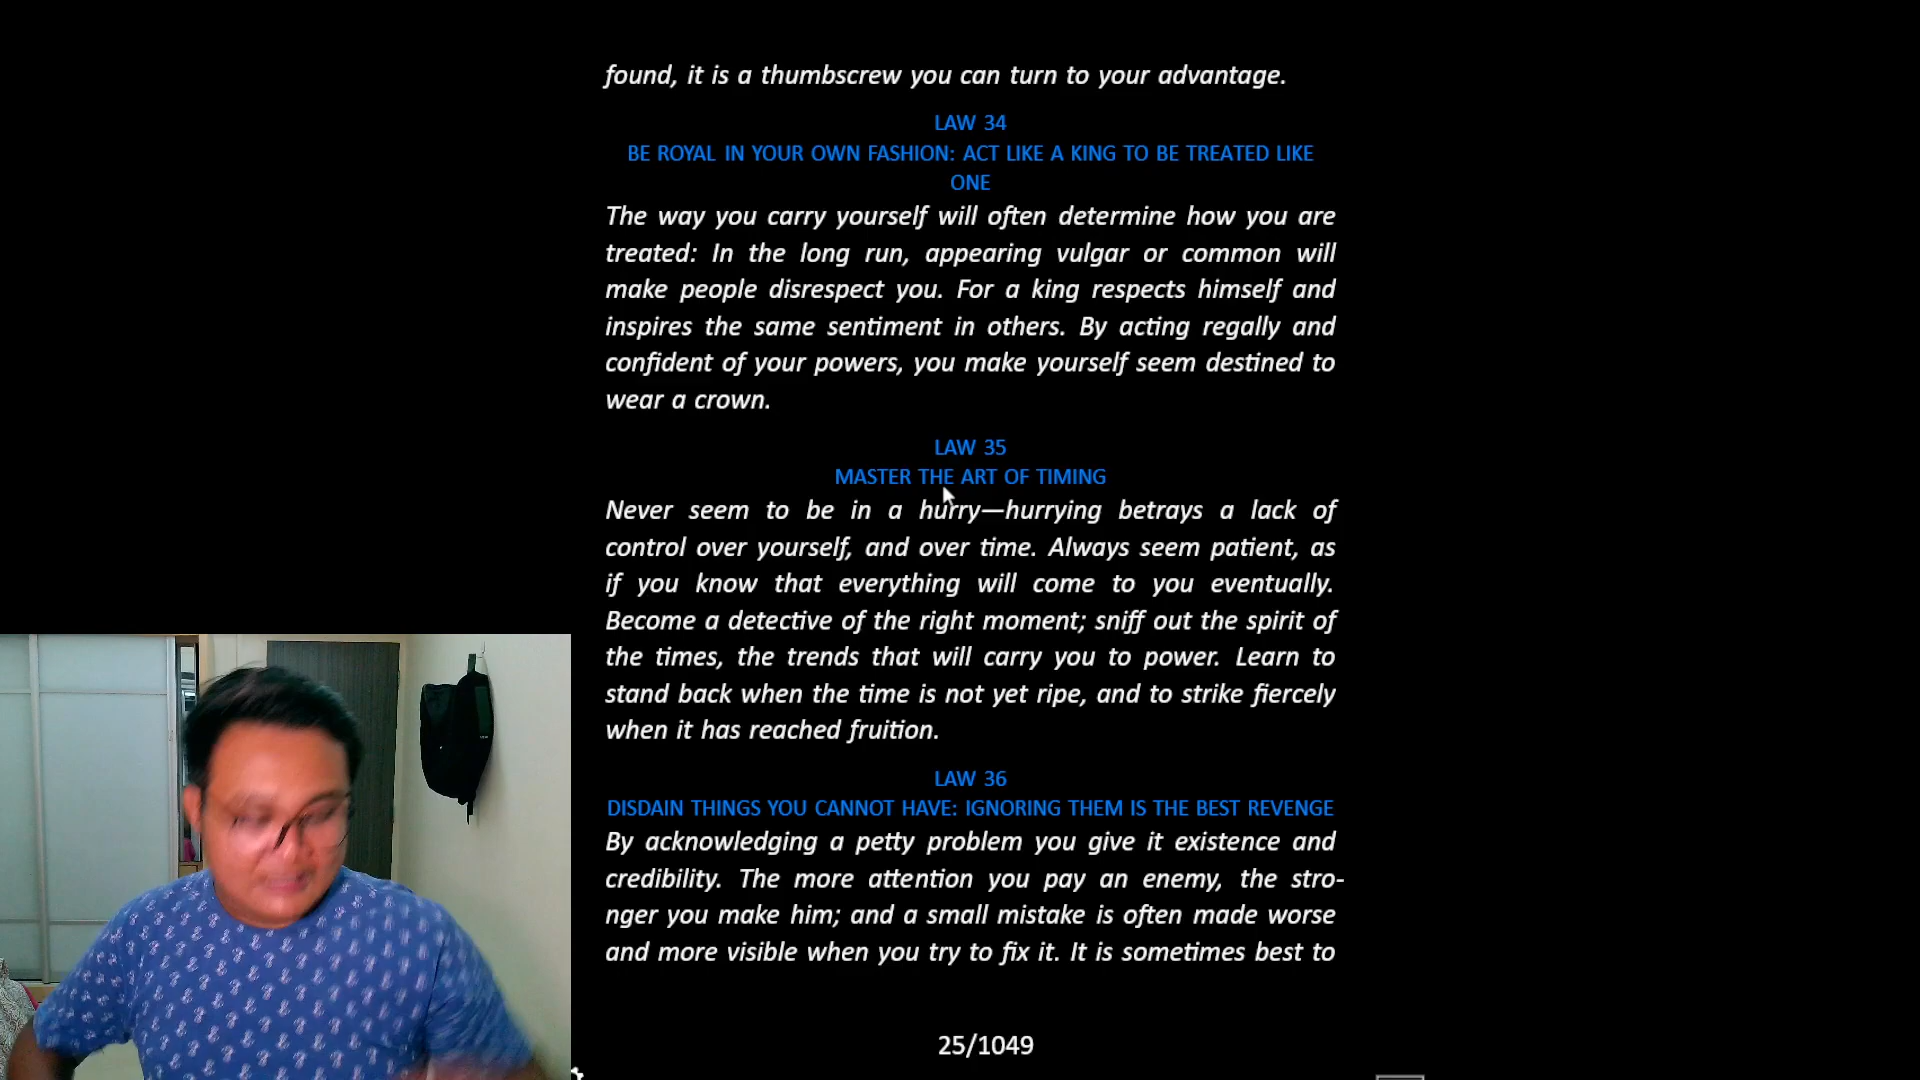 found, it is a thumbscrew you can turn to your advantage.
LAW 34
BE ROYAL IN YOUR OWN FASHION: ACT LIKE A KING TO BE TREATED LIKE
ONE
The way you carry yourself will often determine how you are
treated: In the long run, appearing vulgar or common will
make people disrespect you. For a king respects himself and
inspires the same sentiment in others. By acting regally and
confident of your powers, you make yourself seem destined to
wear a crown.
LAW 35
MASTER THE ART OF TIMING
Never seem to be in a hurry—hurrying betrays a lack of
control over yourself, and over time. Always seem patient, as
if you know that everything will come to you eventually.
Become a detective of the right moment; sniff out the spirit of
the times, the trends that will carry you to power. Learn to
stand back when the time is not yet ripe, and to strike fiercely
when it has reached fruition.
LAW 36
DISDAIN THINGS YOU CANNOT HAVE: IGNORING THEM IS THE BEST REVENGE
By acknowledging a petty problem you give it existence and
credibility. The more attention you pay an enemy, the stro-
nger you make him; and a small mistake is often made worse
and more visible when you try to fix it. It is sometimes best to
25/1049